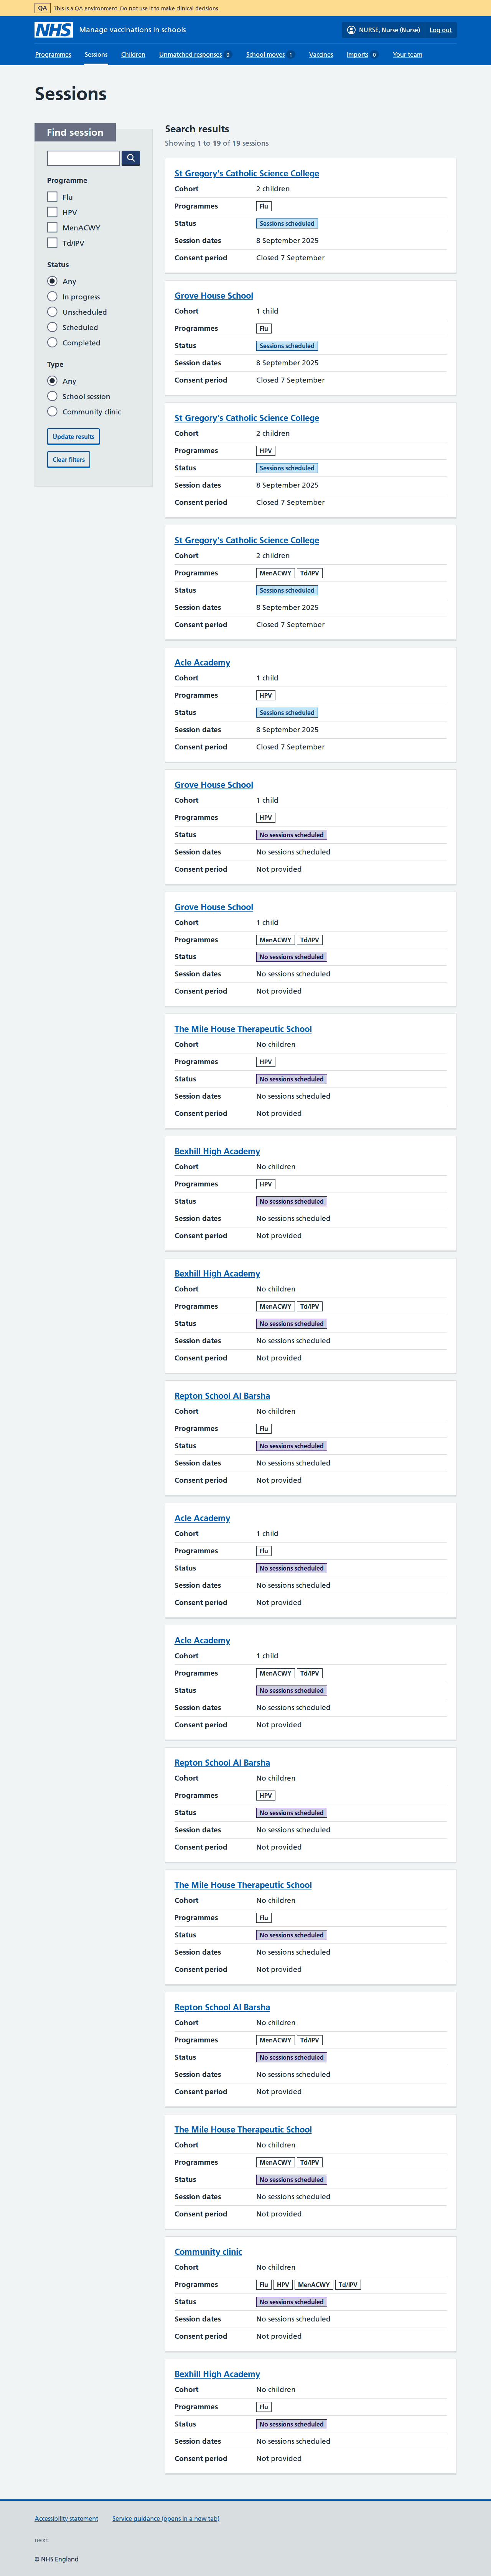 QA This is a QA environment. Do not use it to make clinical decisions.
NHS Manage vaccinations in schools
NURSE, Nurse (Nurse) Log out
Programmes Sessions Children Unmatched responses 0 School moves 1 Vaccines Imports 0 Your team
Sessions
Find session
Programme
Flu
HPV
MenACWY
Td/IPV
Status
Any
In progress
Unscheduled
Scheduled
Completed
Type
Any
School session
Community clinic
Update results
Clear filters
Search results
Showing 1 to 19 of 19 sessions
St Gregory's Catholic Science College
Cohort 2 children
Programmes Flu
Status Sessions scheduled
Session dates 8 September 2025
Consent period Closed 7 September
Grove House School
Cohort 1 child
Programmes Flu
Status Sessions scheduled
Session dates 8 September 2025
Consent period Closed 7 September
St Gregory's Catholic Science College
Cohort 2 children
Programmes HPV
Status Sessions scheduled
Session dates 8 September 2025
Consent period Closed 7 September
St Gregory's Catholic Science College
Cohort 2 children
Programmes MenACWY Td/IPV
Status Sessions scheduled
Session dates 8 September 2025
Consent period Closed 7 September
Acle Academy
Cohort 1 child
Programmes HPV
Status Sessions scheduled
Session dates 8 September 2025
Consent period Closed 7 September
Grove House School
Cohort 1 child
Programmes HPV
Status No sessions scheduled
Session dates No sessions scheduled
Consent period Not provided
Grove House School
Cohort 1 child
Programmes MenACWY Td/IPV
Status No sessions scheduled
Session dates No sessions scheduled
Consent period Not provided
The Mile House Therapeutic School
Cohort No children
Programmes HPV
Status No sessions scheduled
Session dates No sessions scheduled
Consent period Not provided
Bexhill High Academy
Cohort No children
Programmes HPV
Status No sessions scheduled
Session dates No sessions scheduled
Consent period Not provided
Bexhill High Academy
Cohort No children
Programmes MenACWY Td/IPV
Status No sessions scheduled
Session dates No sessions scheduled
Consent period Not provided
Repton School Al Barsha
Cohort No children
Programmes Flu
Status No sessions scheduled
Session dates No sessions scheduled
Consent period Not provided
Acle Academy
Cohort 1 child
Programmes Flu
Status No sessions scheduled
Session dates No sessions scheduled
Consent period Not provided
Acle Academy
Cohort 1 child
Programmes MenACWY Td/IPV
Status No sessions scheduled
Session dates No sessions scheduled
Consent period Not provided
Repton School Al Barsha
Cohort No children
Programmes HPV
Status No sessions scheduled
Session dates No sessions scheduled
Consent period Not provided
The Mile House Therapeutic School
Cohort No children
Programmes Flu
Status No sessions scheduled
Session dates No sessions scheduled
Consent period Not provided
Repton School Al Barsha
Cohort No children
Programmes MenACWY Td/IPV
Status No sessions scheduled
Session dates No sessions scheduled
Consent period Not provided
The Mile House Therapeutic School
Cohort No children
Programmes MenACWY Td/IPV
Status No sessions scheduled
Session dates No sessions scheduled
Consent period Not provided
Community clinic
Cohort No children
Programmes Flu HPV MenACWY Td/IPV
Status No sessions scheduled
Session dates No sessions scheduled
Consent period Not provided
Bexhill High Academy
Cohort No children
Programmes Flu
Status No sessions scheduled
Session dates No sessions scheduled
Consent period Not provided
Accessibility statement Service guidance (opens in a new tab)
next
© NHS England